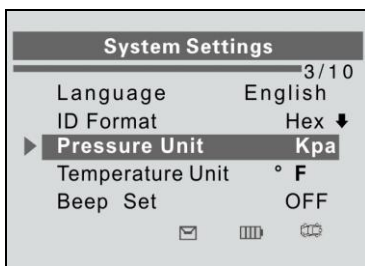 System Settings
3/10
Language English
ID Format Hex
Pressure Unit Kpa
Temperature Unit ° F
Beep Set OFF